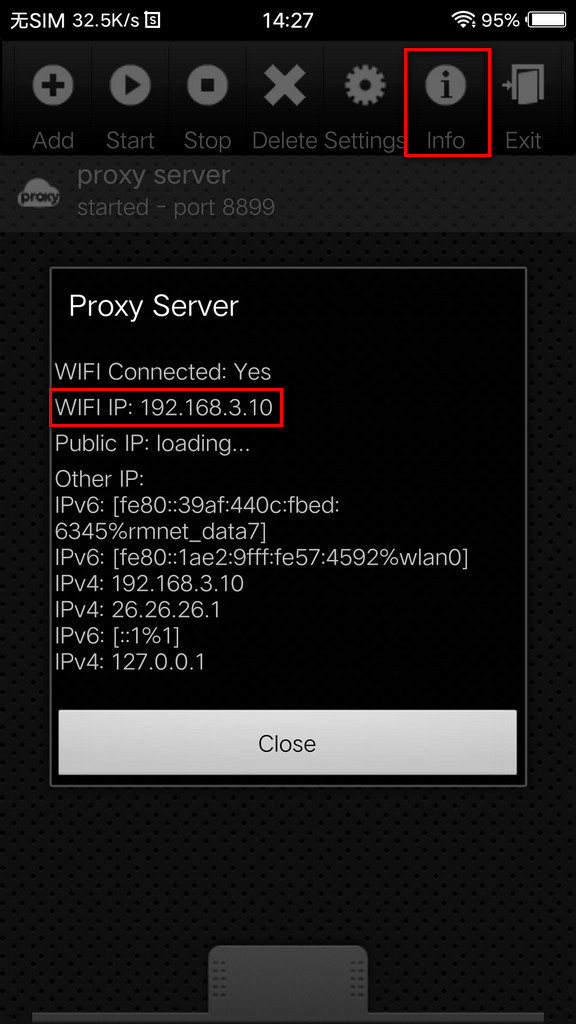 无SIM 32.5K/s S 14:27 95%
Add Start Stop Delete Settings Info Exit
proxy server
proxy
started - port 8899
Proxy Server
WIFI Connected: Yes
WIFI IP: 192.168.3.10
Public IP: loading...
Other IP:
IPv6: [fe80::39af:440c:fbed:
6345%rmnet_data7]
IPv6: [fe80::1ae2:9fff:fe57:4592%wlan0]
IPv4: 192.168.3.10
IPv4: 26.26.26.1
IPv6: [::1%1]
IPv4: 127.0.0.1
Close